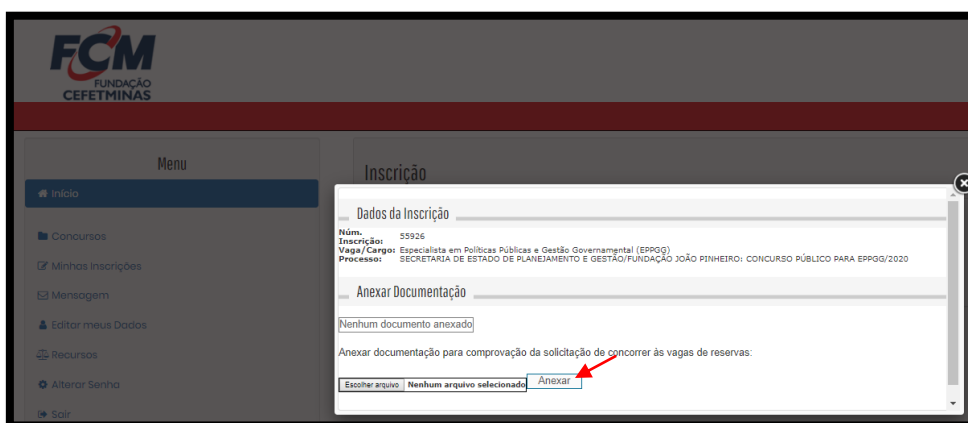 FCM
FUNDAÇÃO
CEFETMINAS
Menu
Início
Concursos
Minhas Inscrições
Mensagem
Editar meus Dados
Recursos
Alterar Senha
Sair
Inscrição
Dados da Inscrição
Núm. Inscrição: 55926
Vaga/Cargo: Especialista em Políticas Públicas e Gestão Governamental (EPPGG)
Processo: SECRETARIA DE ESTADO DE PLANEJAMENTO E GESTÃO/FUNDAÇÃO JOÃO PINHEIRO: CONCURSO PÚBLICO PARA EPPGG/2020
Anexar Documentação
Nenhum documento anexado
Anexar documentação para comprovação da solicitação de concorrer às vagas de reservas:
Escolher arquivo Nenhum arquivo selecionado Anexar